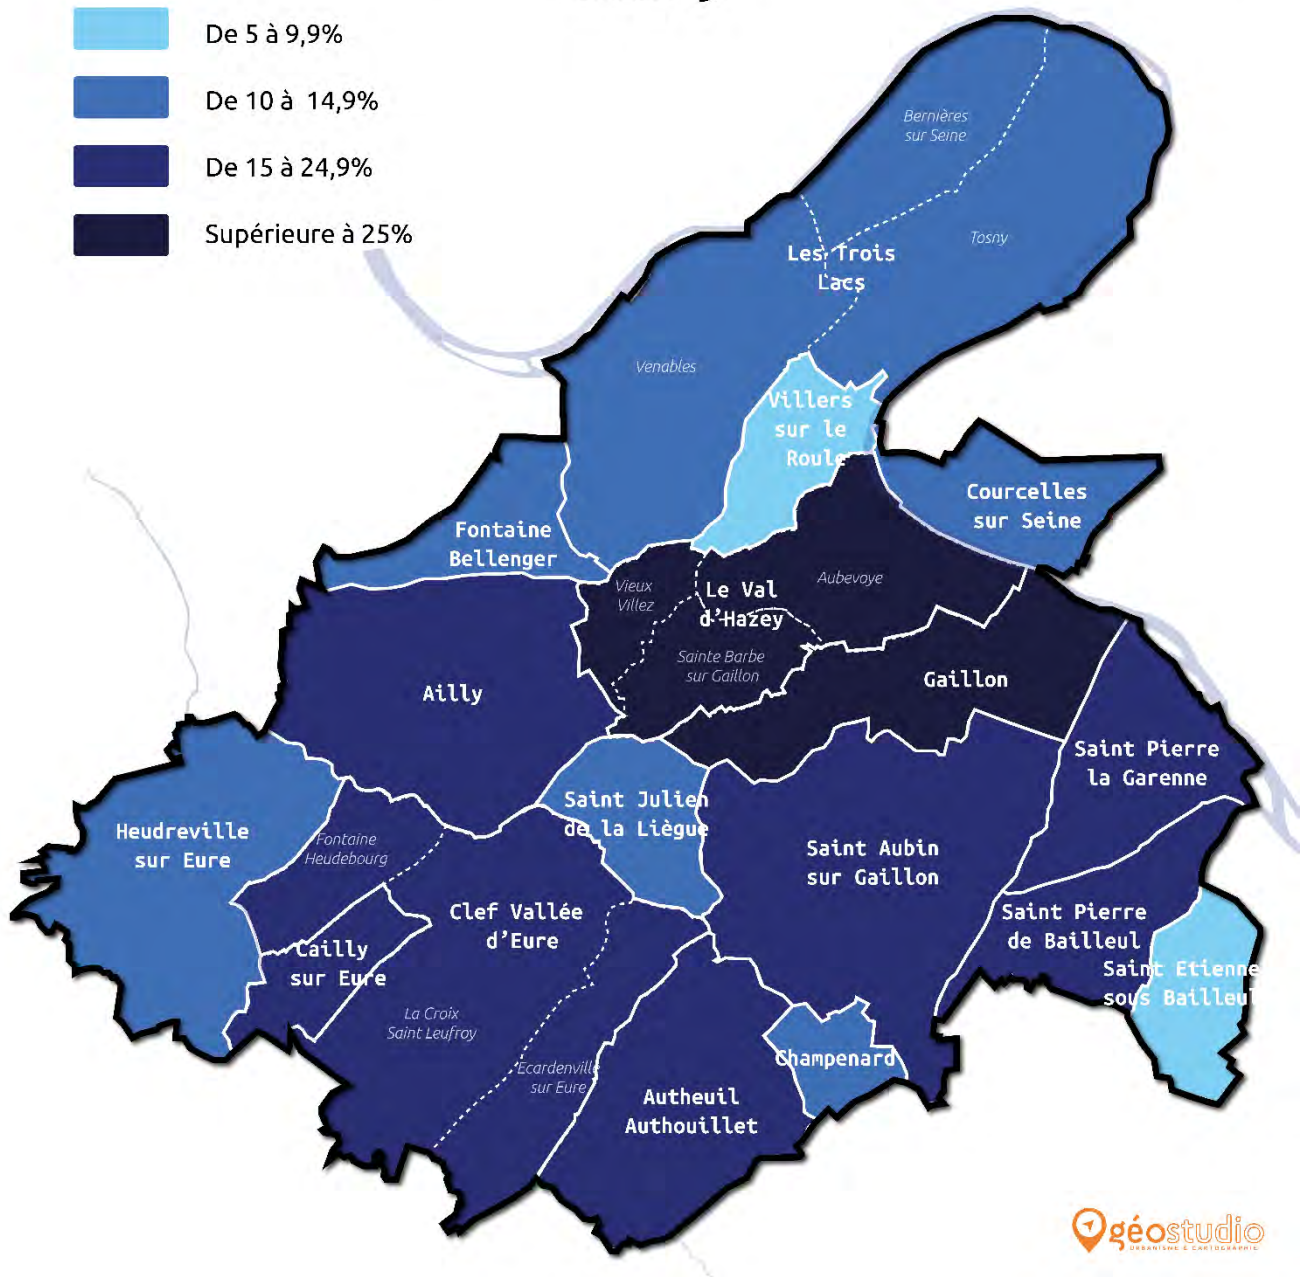 De 5 à 9,9%
De 10 à 14,9%
De 15 à 24,9%
Supérieure à 25%
Bernières
sur Seine
Tosny
Les Trois
Lacs
Venables
Villers
sur le
Roule
Courcelles
sur Seine
Fontaine
Bellenger
Vieux
Villez
Le Val
d'Hazey
Aubevoye
Sainte Barbe
sur Gaillon
Gaillon
Ailly
Saint Pierre
la Garenne
Saint Julien
de la Liègue
Heudreville
sur Eure
Fontaine
Heudebourg
Saint Aubin
sur Gaillon
Clef Vallée
d'Eure
Saint Pierre
de Bailleul
Cailly
sur Eure
Saint Etienne
sous Bailleul
La Croix
Saint Leufroy
Ecardenville
sur Eure
Champenard
Autheuil
Authouillet
géostudio
URBANISME & CARTOGRAPHIE